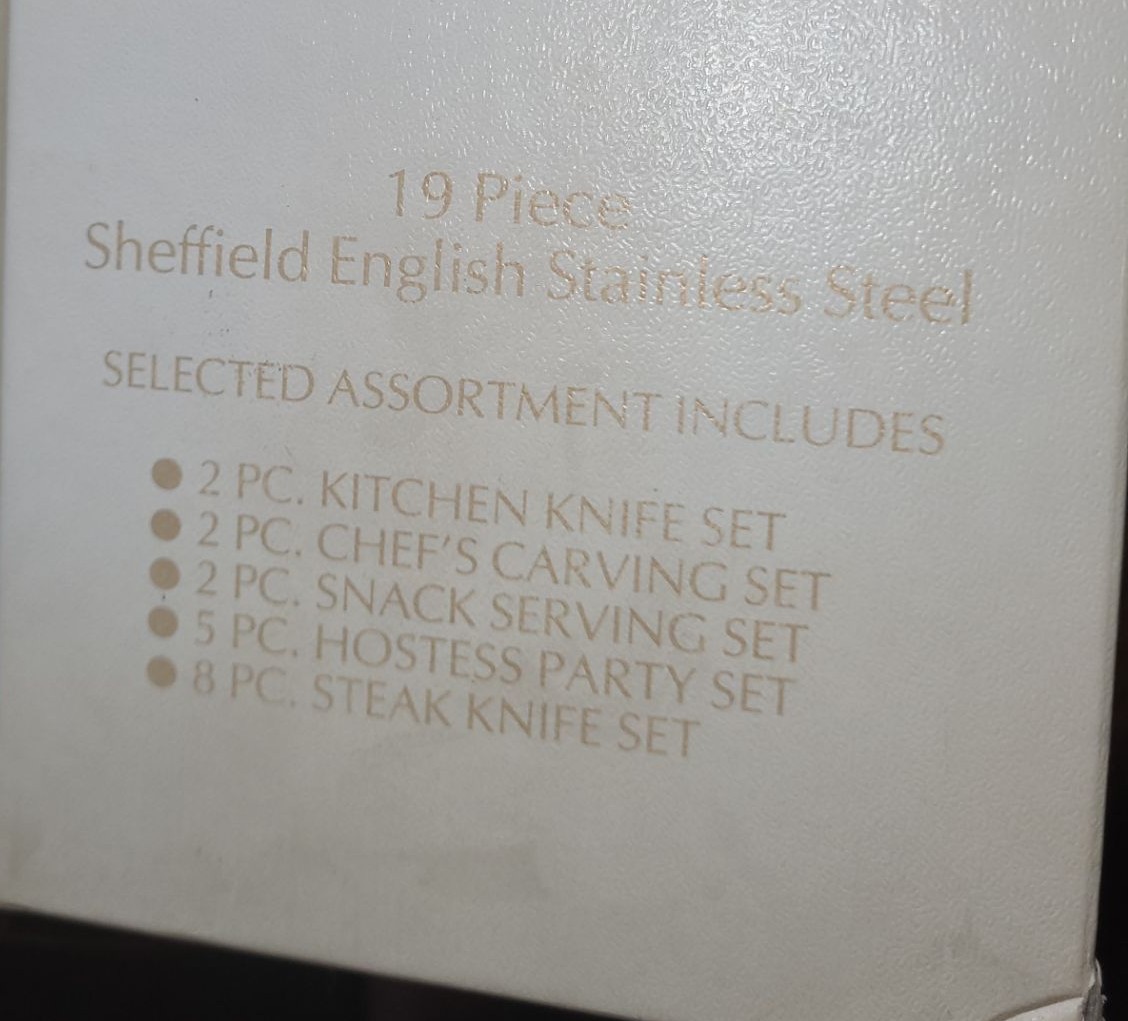 19 Piece
Sheffield English Stainless Steel
SELECTED ASSORTMENT INCLUDES
● 2 PC. KITCHEN KNIFE SET
● 2 PC. CHEF'S CARVING SET
● 2 PC. SNACK SERVING SET
● 5 PC. HOSTESS PARTY SET
● 8 PC. STEAK KNIFE SET